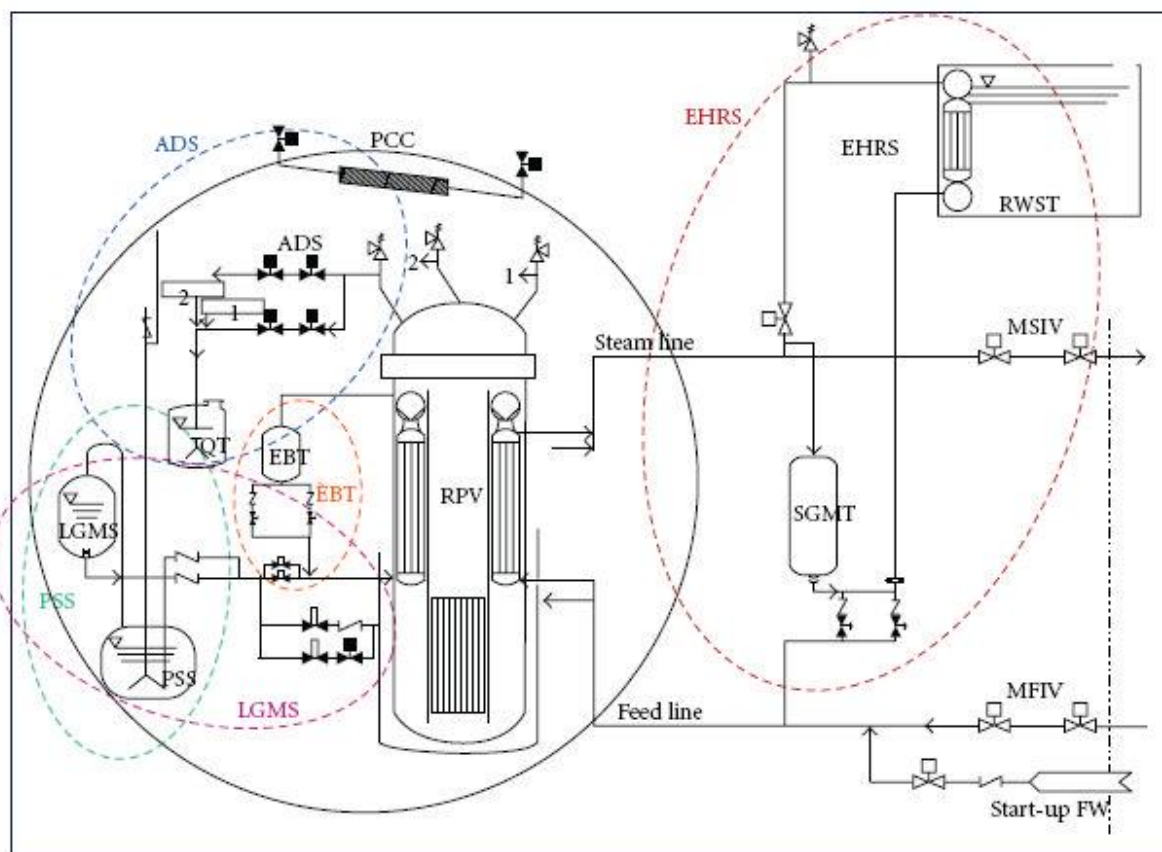 EHRS
PCC
ADS
EHRS
RWST
ADS
2
1
2
1
MSIV
Steam line
QT
EBT
EBT
RPV
LGMS
SGMT
PSS
PSS
LGMS
MFIV
Feed line
Start-up FW